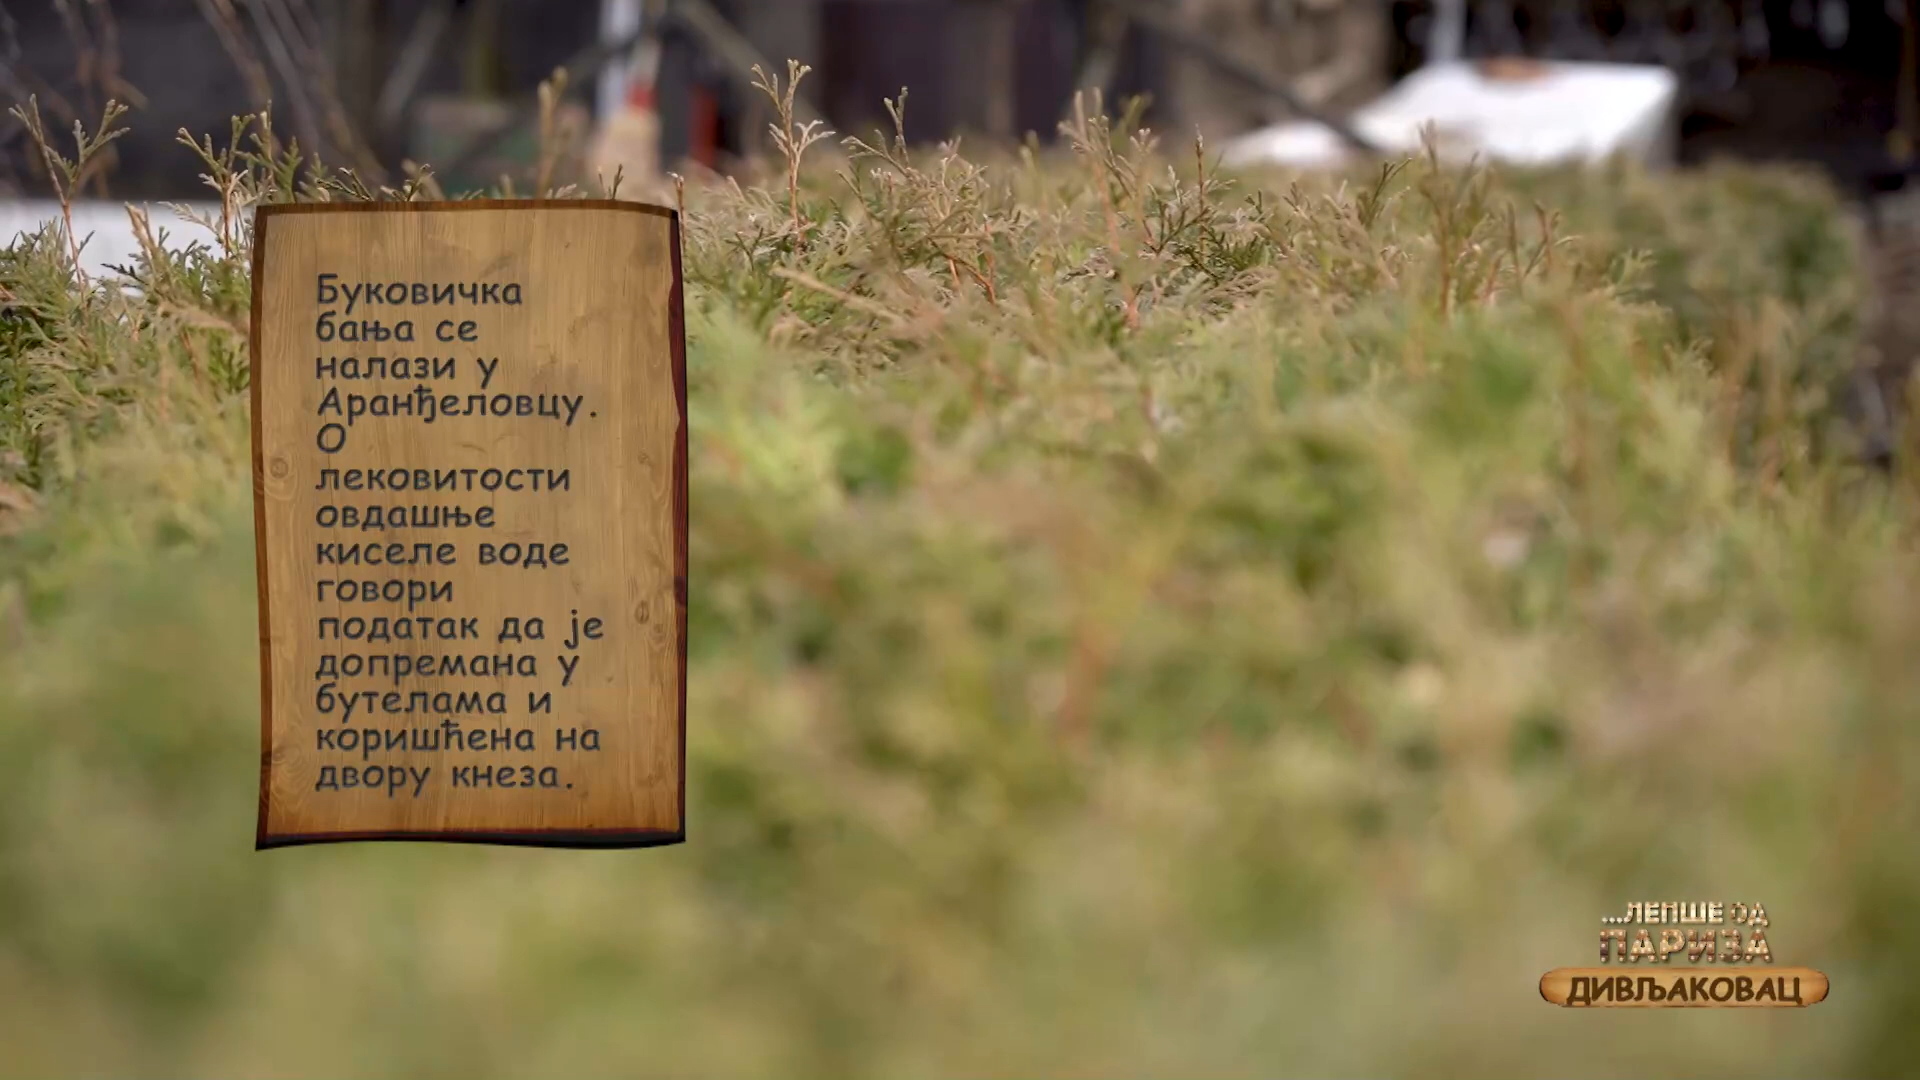 Буковичка
бања се
налази у
Аранђеловцу.
О
лековитости
овдашње
киселе воде
говори
податак да је
допремана у
бутелама и
коришћена на
двору кнеза.
...ЛЕПШЕ ОД
ПАРИЗА
ДИВЉАКОВАЦ